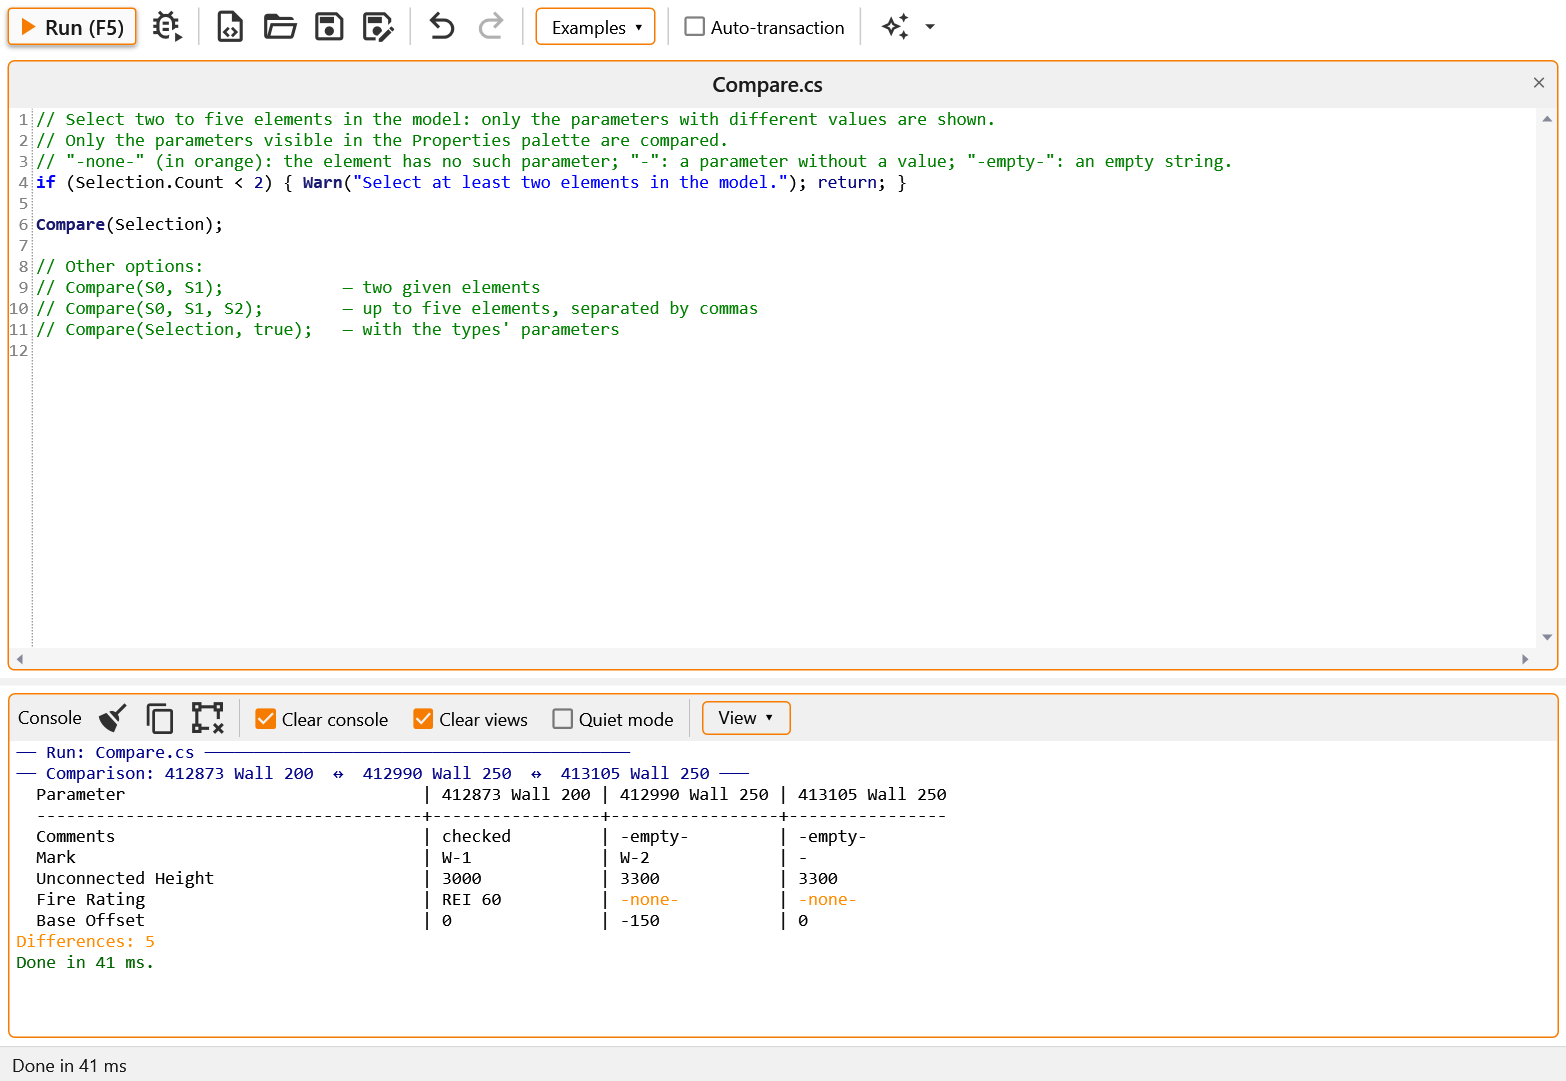 Run (F5)
Examples ▾
Auto-transaction
Compare.cs
1 // Select two to five elements in the model: only the parameters with different values are shown.
2 // Only the parameters visible in the Properties palette are compared.
3 // "-none-" (in orange): the element has no such parameter; "-": a parameter without a value; "-empty-": an empty string.
4 if (Selection.Count < 2) { Warn("Select at least two elements in the model."); return; }
5
6 Compare(Selection);
7
8 // Other options:
9 // Compare(S0, S1);            — two given elements
10 // Compare(S0, S1, S2);        — up to five elements, separated by commas
11 // Compare(Selection, true);   — with the types' parameters
12
Console
Clear console
Clear views
Quiet mode
View ▾
── Run: Compare.cs ───────────────────────────────────────────
── Comparison: 412873 Wall 200 ↔ 412990 Wall 250 ↔ 413105 Wall 250 ───
Parameter | 412873 Wall 200 | 412990 Wall 250 | 413105 Wall 250
---------------------------------------+-----------------+-----------------+----------------
Comments | checked | -empty- | -empty-
Mark | W-1 | W-2 | -
Unconnected Height | 3000 | 3300 | 3300
Fire Rating | REI 60 | -none- | -none-
Base Offset | 0 | -150 | 0
Differences: 5
Done in 41 ms.
Done in 41 ms